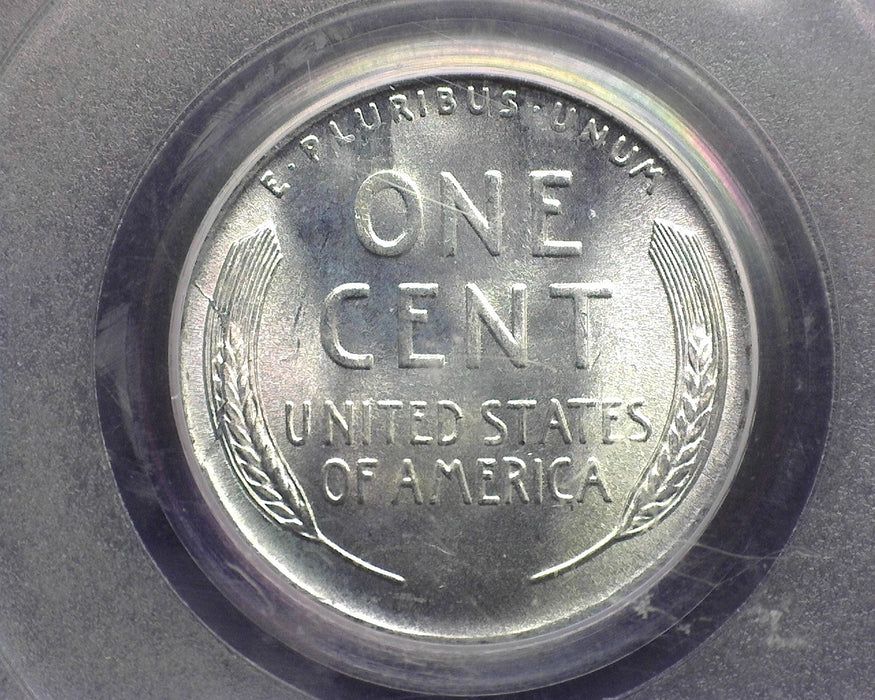 E·PLURIBUS·UNUM
ONE
CENT
UNITED STATES
OF AMERICA